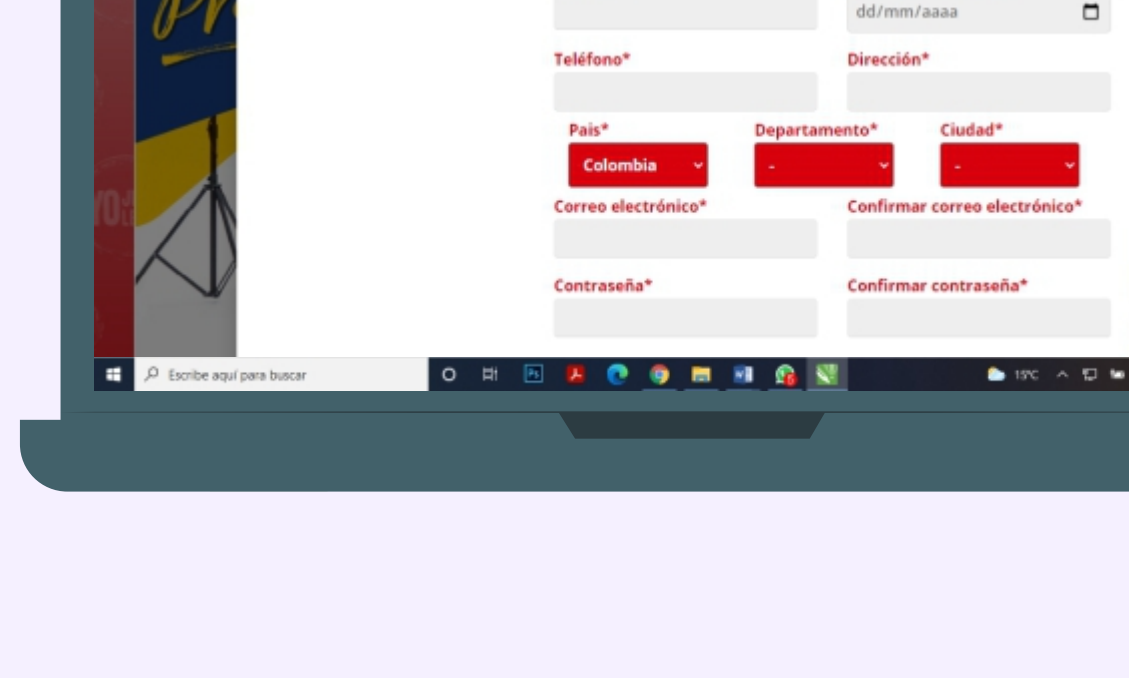 dd/mm/aaaa
Teléfono* Dirección*
Pais* Departamento* Ciudad*
Colombia - -
Correo electrónico* Confirmar correo electrónico*
Contraseña* Confirmar contraseña*
Escribe aquí para buscar 15°C